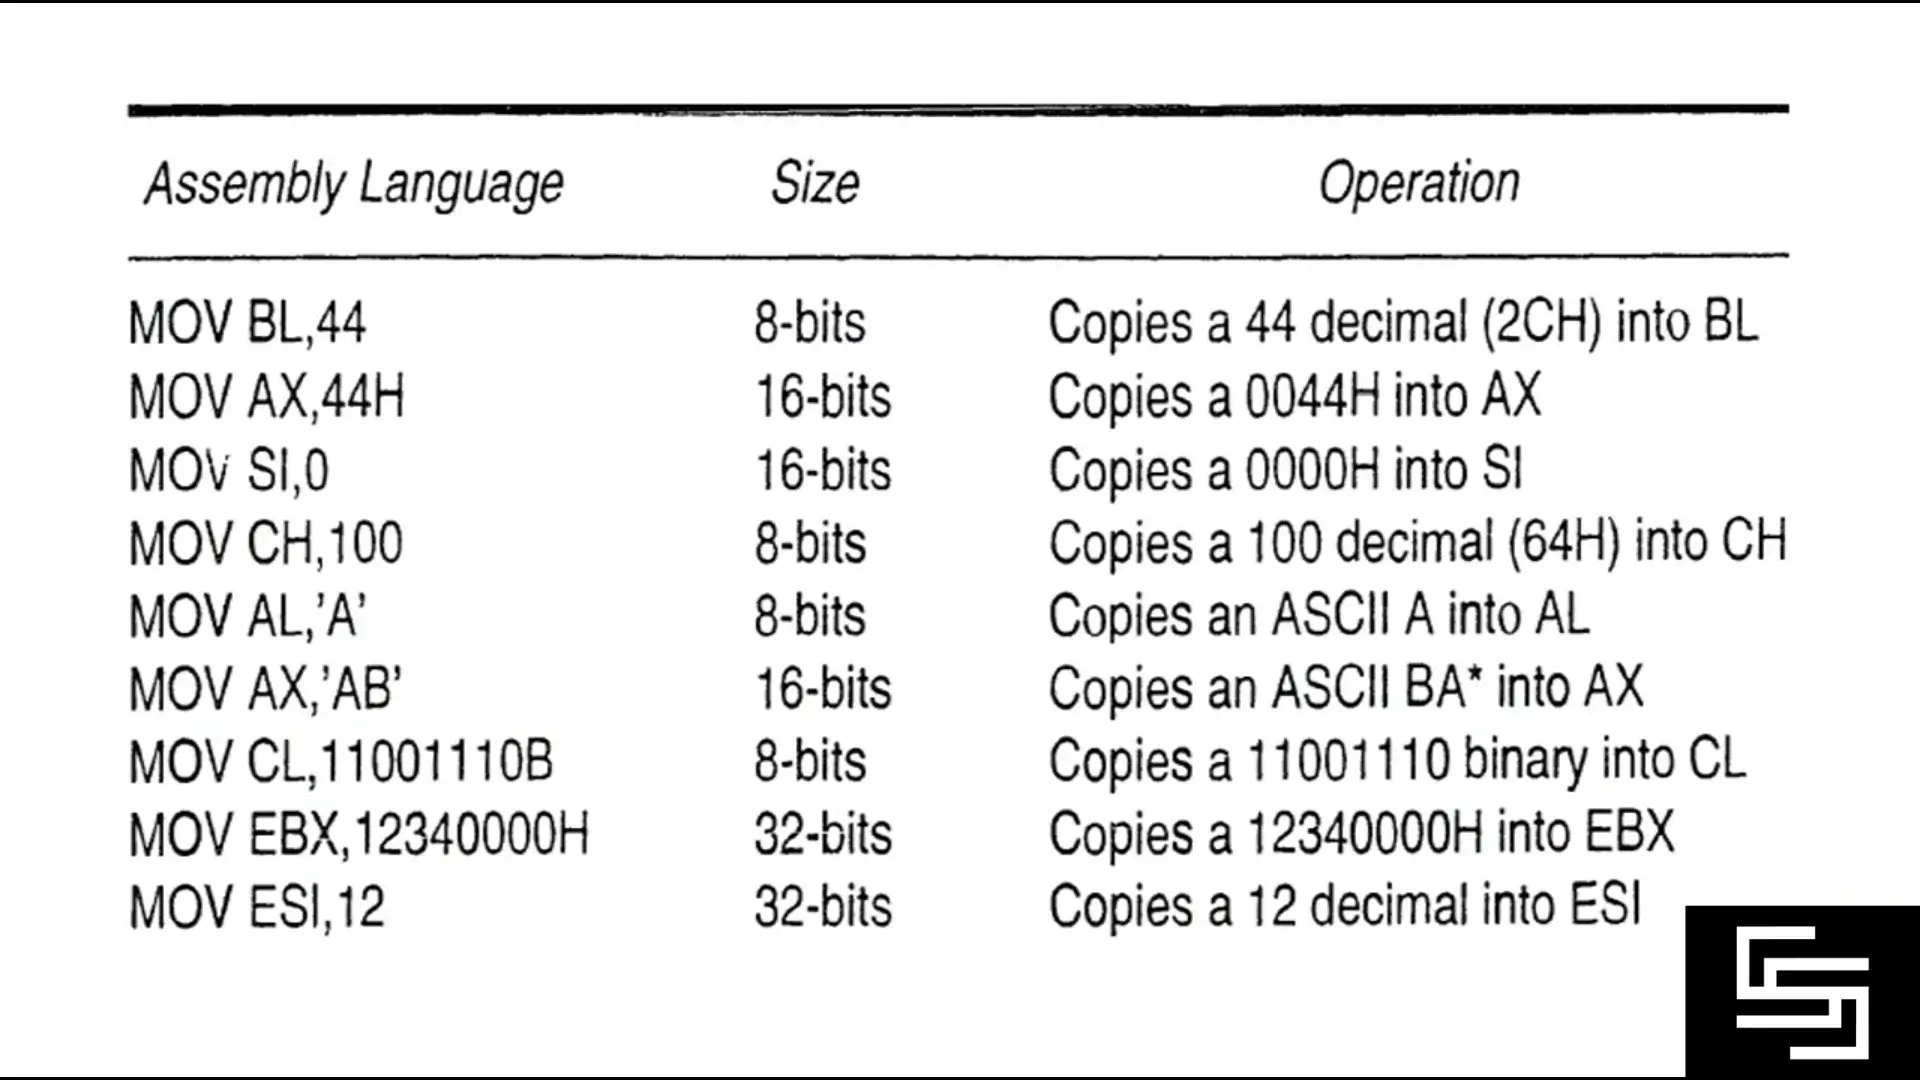 Assembly Language Size Operation
MOV BL,44 8-bits Copies a 44 decimal (2CH) into BL
MOV AX,44H 16-bits Copies a 0044H into AX
MOV SI,0 16-bits Copies a 0000H into SI
MOV CH,100 8-bits Copies a 100 decimal (64H) into CH
MOV AL,'A' 8-bits Copies an ASCII A into AL
MOV AX,'AB' 16-bits Copies an ASCII BA* into AX
MOV CL,11001110B 8-bits Copies a 11001110 binary into CL
MOV EBX,12340000H 32-bits Copies a 12340000H into EBX
MOV ESI,12 32-bits Copies a 12 decimal into ESI